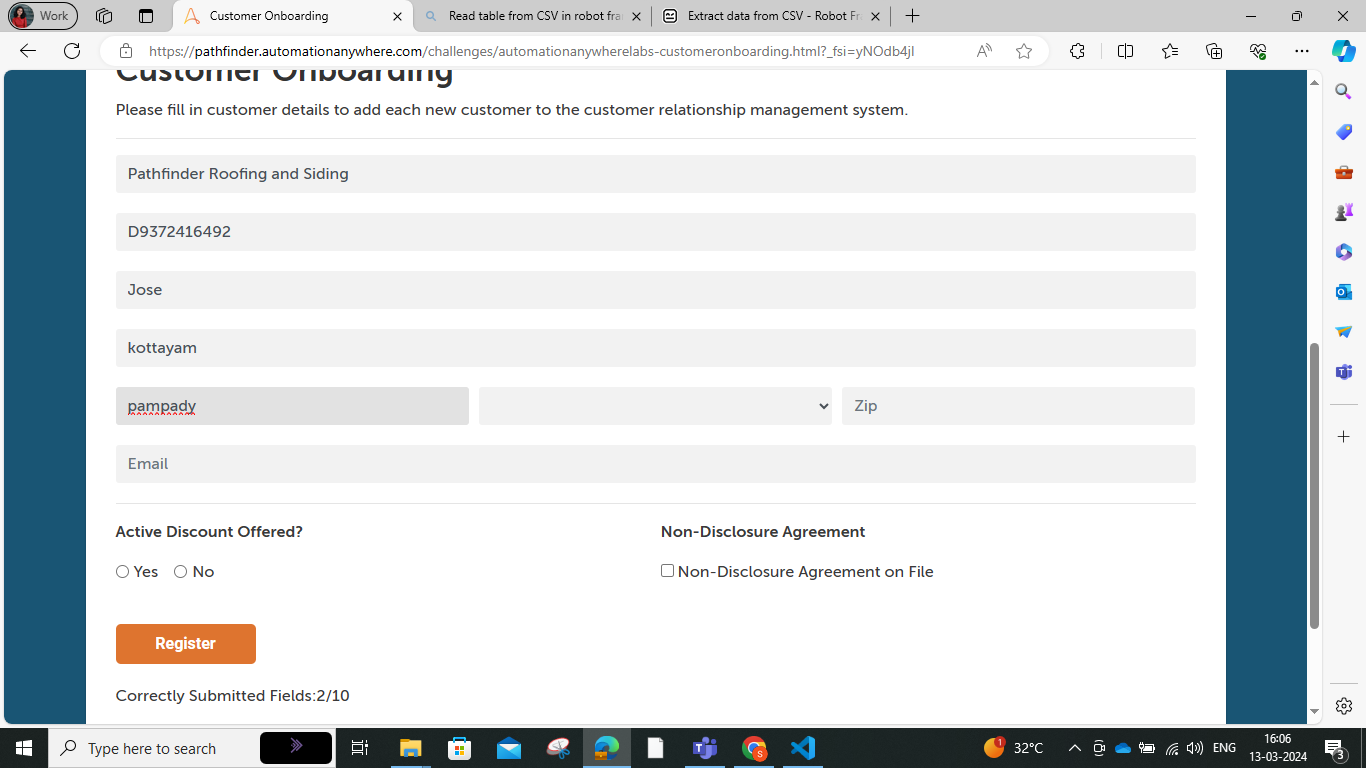 Work
Customer Onboarding
Read table from CSV in robot fra
Extract data from CSV - Robot Fr
https://pathfinder.automationanywhere.com/challenges/automationanywherelabs-customeronboarding.html?_fsi=yNOdb4jI
Customer Onboarding
Please fill in customer details to add each new customer to the customer relationship management system.
Pathfinder Roofing and Siding
D9372416492
Jose
kottayam
pampady
Zip
Email
Active Discount Offered?
Non-Disclosure Agreement
Yes
No
Non-Disclosure Agreement on File
Register
Correctly Submitted Fields:2/10
Type here to search
1
32°C
ENG
16:06
13-03-2024
3